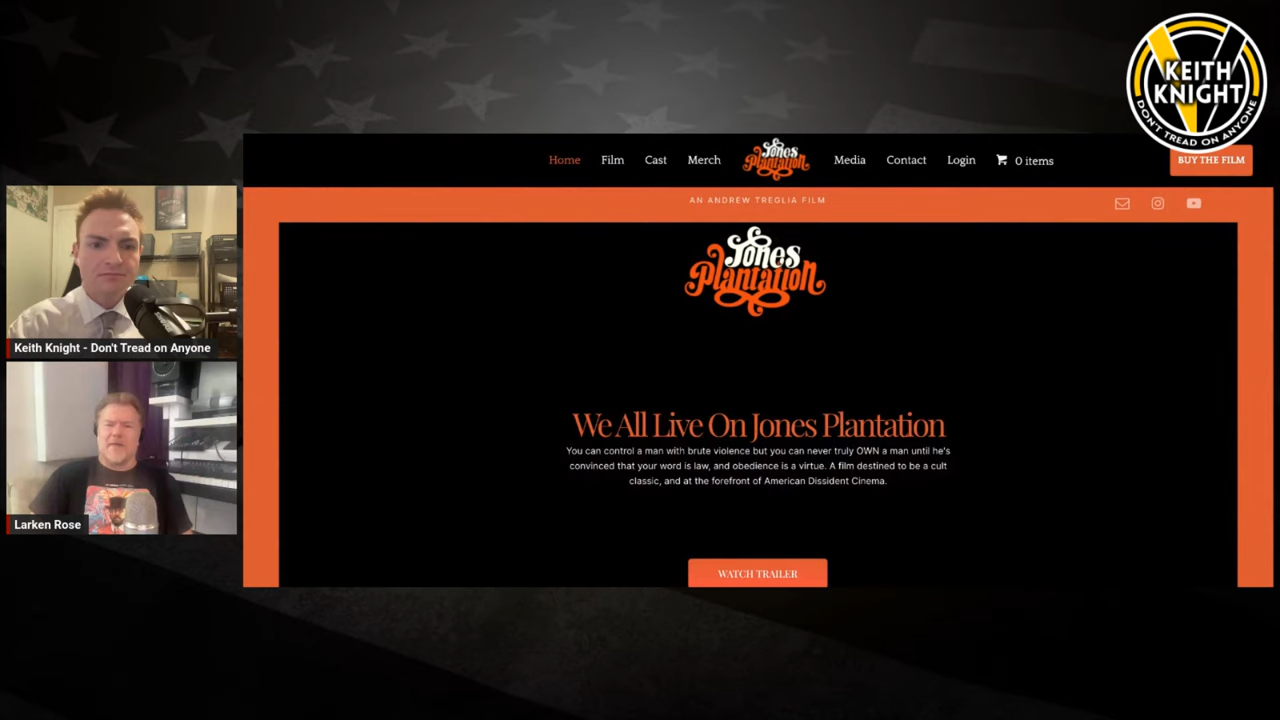 KEITH
KNIGHT
DON'T TREAD ON ANYONE
Home Film Cast Merch Jones Plantation Media Contact Login 0 items
BUY THE FILM
AN ANDREW TREGLIA FILM
Jones
Plantation
We All Live On Jones Plantation
You can control a man with brute violence but you can never truly OWN a man until he's
convinced that your word is law, and obedience is a virtue. A film destined to be a cult
classic, and at the forefront of American Dissident Cinema.
WATCH TRAILER
Keith Knight - Don't Tread on Anyone
Larken Rose